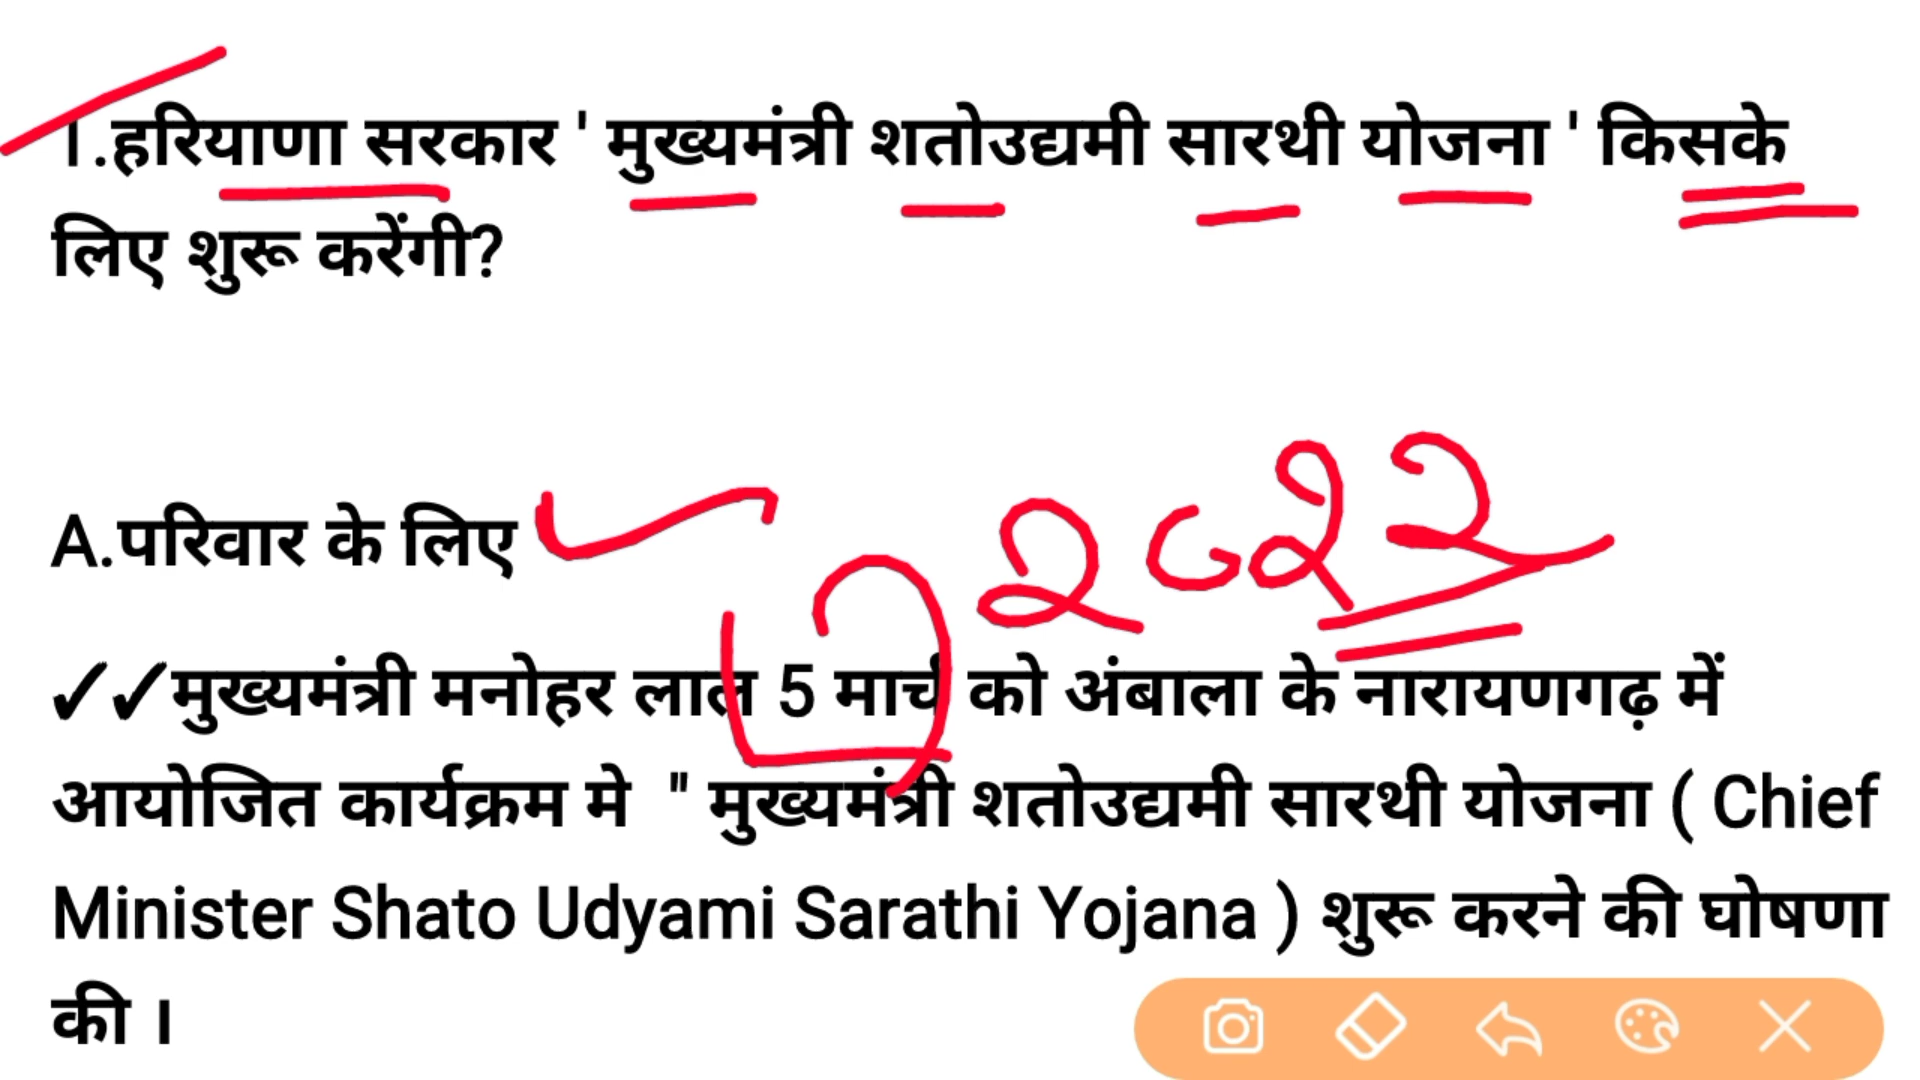 1.हरियाणा सरकार ' मुख्यमंत्री शतोउद्यमी सारथी योजना ' किसके
लिए शुरू करेंगी?
2022
A.परिवार के लिए
✓✓मुख्यमंत्री मनोहर लाल 5 मार्च को अंबाला के नारायणगढ़ में
आयोजित कार्यक्रम मे " मुख्यमंत्री शतोउद्यमी सारथी योजना ( Chief
Minister Shato Udyami Sarathi Yojana ) शुरू करने की घोषणा
की ।